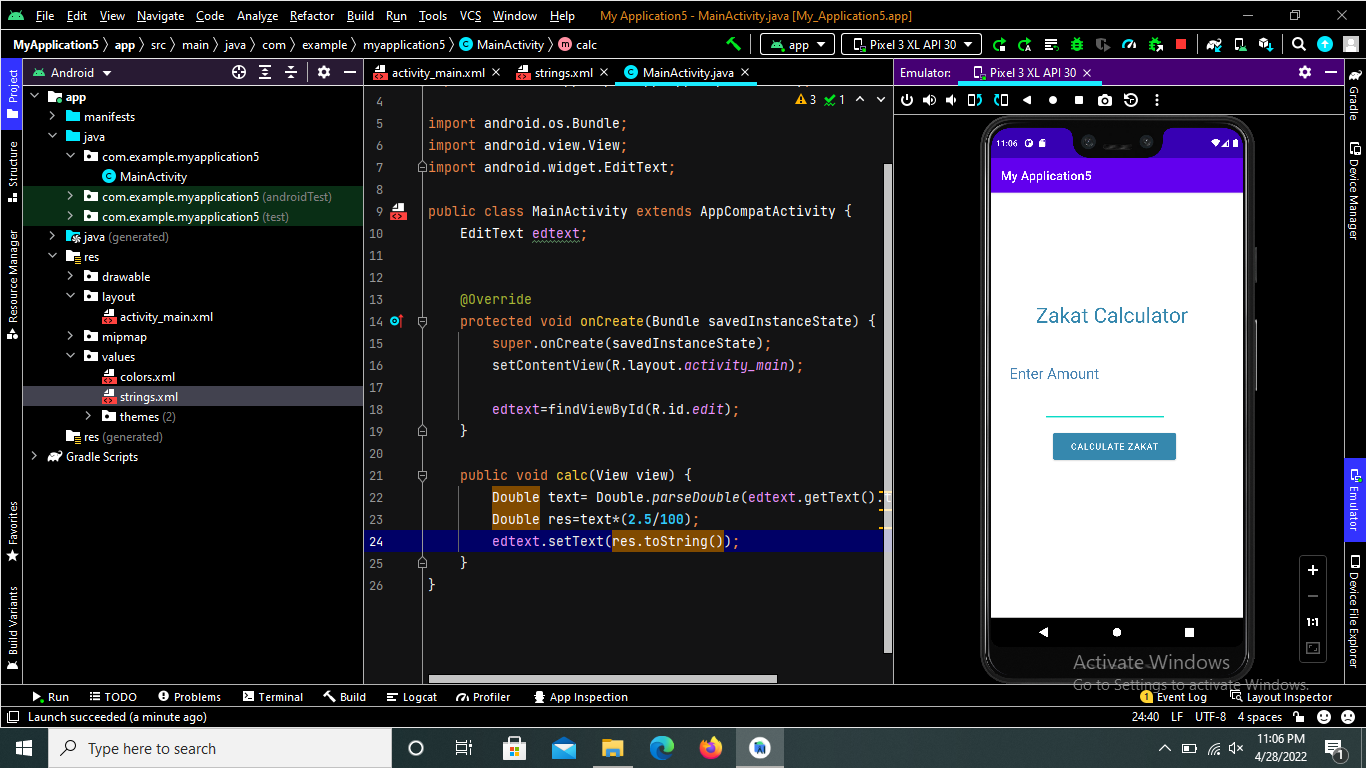 File Edit View Navigate Code Analyze Refactor Build Run Tools VCS Window Help My Application5 - MainActivity.java [My_Application5.app]
MyApplication5 app src main java com example myapplication5 MainActivity calc app Pixel 3 XL API 30
Android
activity_main.xml strings.xml MainActivity.java
Emulator: Pixel 3 XL API 30
Project
Structure
Resource Manager
Favorites
Build Variants
app
manifests
java
com.example.myapplication5
MainActivity
com.example.myapplication5 (androidTest)
com.example.myapplication5 (test)
java (generated)
res
drawable
layout
activity_main.xml
mipmap
values
colors.xml
strings.xml
themes (2)
res (generated)
Gradle Scripts
3 1
4
5 import android.os.Bundle;
6 import android.view.View;
7 import android.widget.EditText;
8
9 public class MainActivity extends AppCompatActivity {
10 EditText edtext;
11
12
13 @Override
14 protected void onCreate(Bundle savedInstanceState) {
15 super.onCreate(savedInstanceState);
16 setContentView(R.layout.activity_main);
17
18 edtext=findViewById(R.id.edit);
19 }
20
21 public void calc(View view) {
22 Double text= Double.parseDouble(edtext.getText().
23 Double res=text*(2.5/100);
24 edtext.setText(res.toString());
25 }
26 }
11:06
My Application5
Zakat Calculator
Enter Amount
CALCULATE ZAKAT
1:1
Gradle
Device Manager
Emulator
Device File Explorer
Activate Windows
Go to Settings to activate Windows.
Run TODO Problems Terminal Build Logcat Profiler App Inspection 1 Event Log Layout Inspector
Launch succeeded (a minute ago) 24:40 LF UTF-8 4 spaces
Type here to search
11:06 PM
4/28/2022
1